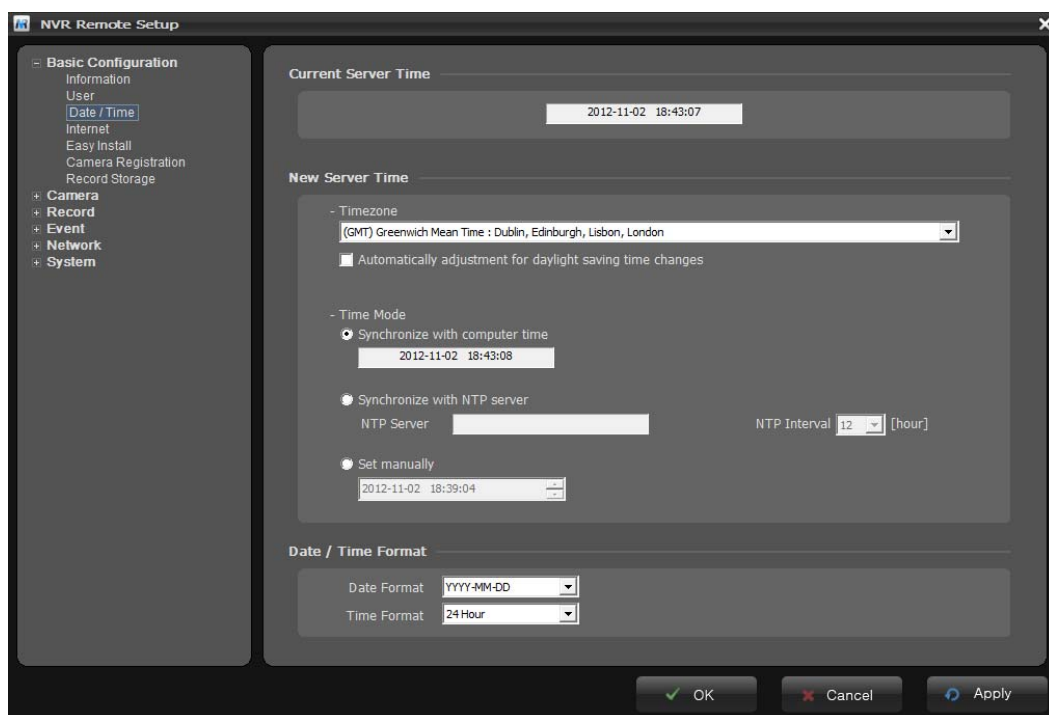 NVR Remote Setup
Basic Configuration
Information
User
Date / Time
Internet
Easy Install
Camera Registration
Record Storage
Camera
Record
Event
Network
System
Current Server Time
2012-11-02 18:43:07
New Server Time
- Timezone
(GMT) Greenwich Mean Time : Dublin, Edinburgh, Lisbon, London
Automatically adjustment for daylight saving time changes
- Time Mode
Synchronize with computer time
2012-11-02 18:43:08
Synchronize with NTP server
NTP Server NTP Interval 12 [hour]
Set manually
2012-11-02 18:39:04
Date / Time Format
Date Format YYYY-MM-DD
Time Format 24 Hour
OK Cancel Apply